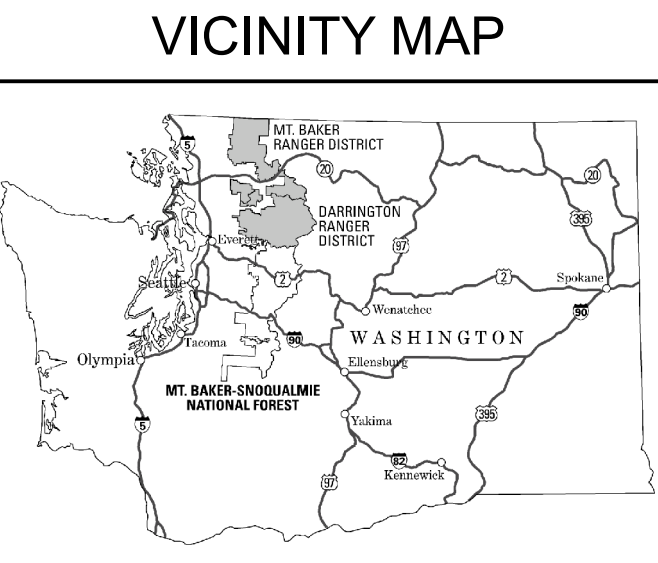 VICINITY MAP
MT. BAKER
RANGER DISTRICT
5
20
20
DARRINGTON
RANGER
DISTRICT
395
Everett
97
2
2
Seattle
Spokane
Wenatchee
90
WASHINGTON
90
Tacoma
Olympia
Ellensburg
MT. BAKER-SNOQUALMIE
NATIONAL FOREST
395
5
Yakima
82
Kennewick
97